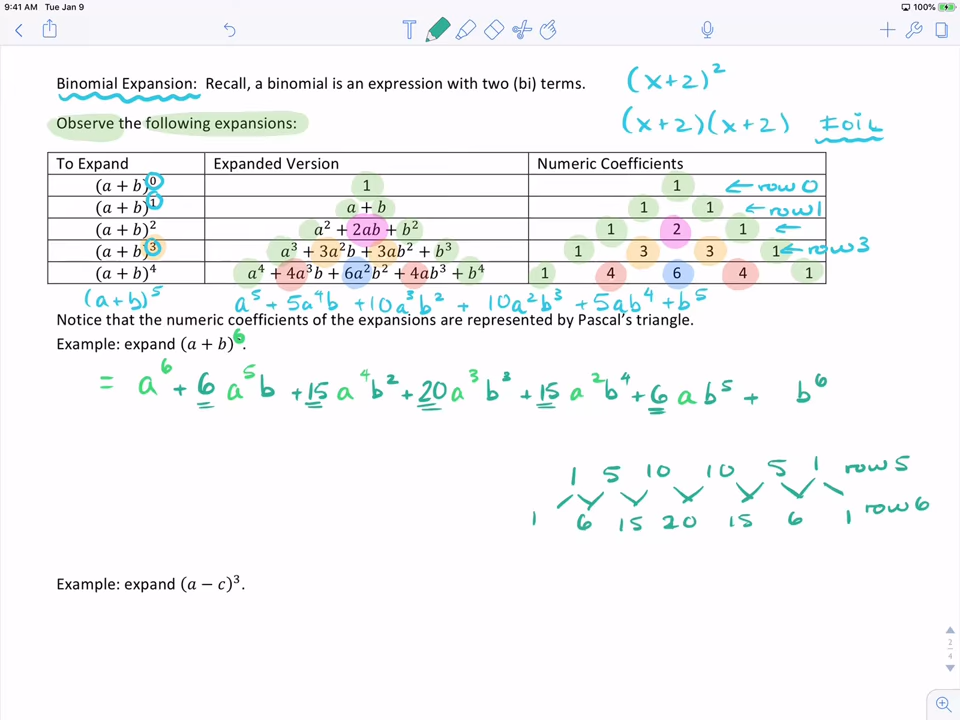 9:41 AM Tue Jan 9 100%
Binomial Expansion: Recall, a binomial is an expression with two (bi) terms. (x+2)²
Observe the following expansions: (x+2)(x+2) FOIL
To Expand Expanded Version Numeric Coefficients
(a + b)⁰ 1 1 ← row 0
(a + b)¹ a + b 1 1 ← row 1
(a + b)² a² + 2ab + b² 1 2 1 ←
(a + b)³ a³ + 3a²b + 3ab² + b³ 1 3 3 1 ← row 3
(a + b)⁴ a⁴ + 4a³b + 6a²b² + 4ab³ + b⁴ 1 4 6 4 1
(a+b)⁵ a⁵ + 5a⁴b + 10a³b² + 10a²b³ + 5ab⁴ + b⁵
Notice that the numeric coefficients of the expansions are represented by Pascal's triangle.
Example: expand (a + b)⁶.
= a⁶ + 6a⁵b + 15a⁴b² + 20a³b³ + 15a²b⁴ + 6ab⁵ + b⁶
1 5 10 10 5 1 row 5
1 6 15 20 15 6 1 row 6
Example: expand (a − c)³.
2
4